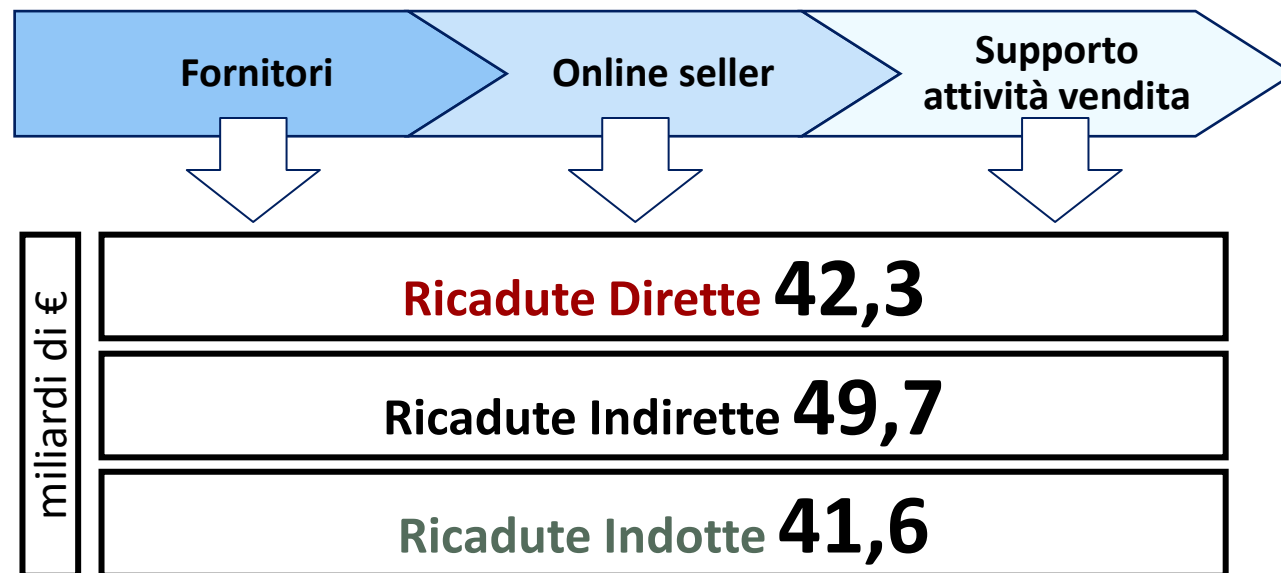 Fornitori
Online seller
Supporto
attività vendita
miliardi di €
Ricadute Dirette 42,3
Ricadute Indirette 49,7
Ricadute Indotte 41,6